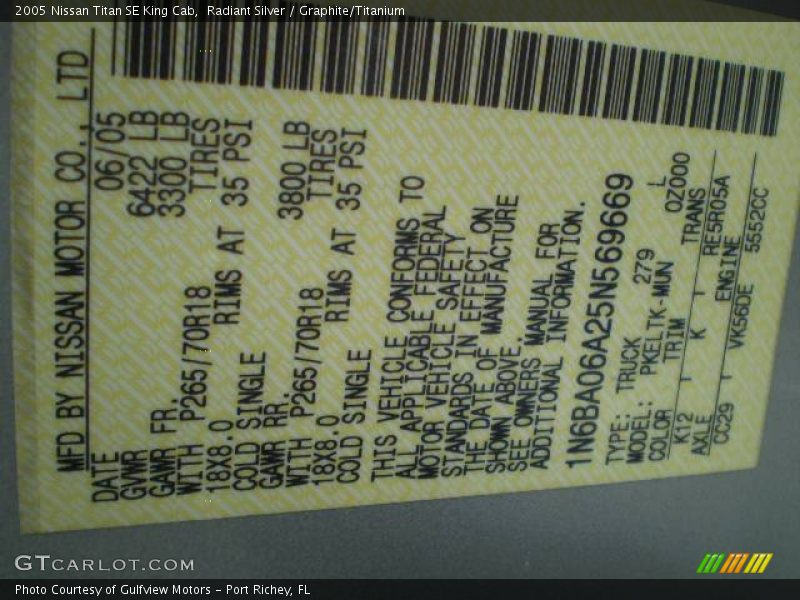 2005 Nissan Titan SE King Cab,  Radiant Silver / Graphite/Titanium
MFD BY NISSAN MOTOR CO., LTD
DATE 06/05
GVWR 6422 LB
GAWR FR. 3300 LB
WITH P265/70R18 TIRES
18X8.0 RIMS AT 35 PSI
COLD SINGLE
GAWR RR. 3800 LB
WITH P265/70R18 TIRES
18X8.0 RIMS AT 35 PSI
COLD SINGLE
THIS VEHICLE CONFORMS TO
ALL APPLICABLE FEDERAL
MOTOR VEHICLE SAFETY
STANDARDS IN EFFECT ON
THE DATE OF MANUFACTURE
SHOWN ABOVE.
SEE OWNERS MANUAL FOR
ADDITIONAL INFORMATION.
1N6BA06A25N569669
TYPE: TRUCK
MODEL: PKELTK-MUN 279 L
COLOR TRIM QZ000
K12 K TRANS
AXLE ENGINE RE5R05A
CC29 VK56DE 5552CC
GTCARLOT.COM
Photo Courtesy of Gulfview Motors - Port Richey, FL